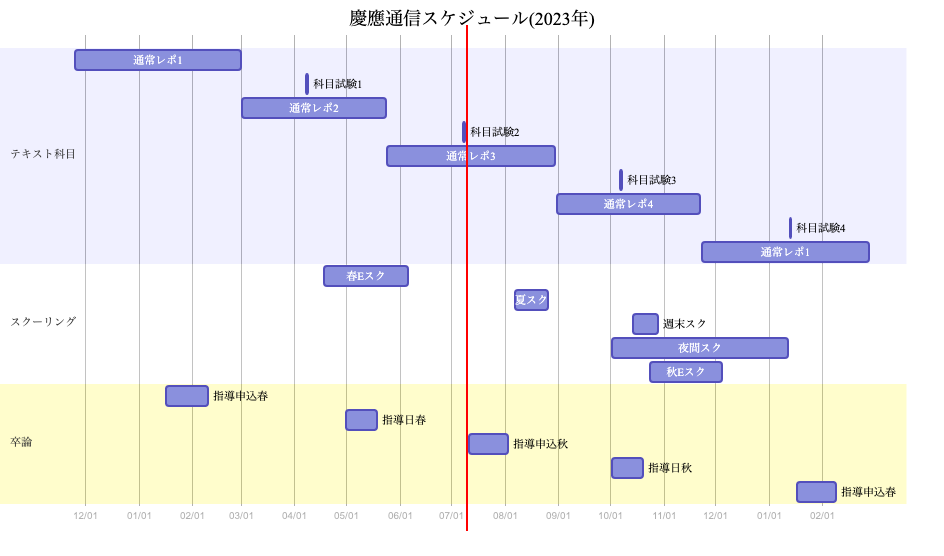 慶應通信スケジュール(2023年)
通常レポ1
科目試験1
通常レポ2
科目試験2
テキスト科目
通常レポ3
科目試験3
通常レポ4
科目試験4
通常レポ1
春Eスク
夏スク
スクーリング
週末スク
夜間スク
秋Eスク
指導申込春
指導日春
卒論
指導申込秋
指導日秋
指導申込春
12/01 01/01 02/01 03/01 04/01 05/01 06/01 07/01 08/01 09/01 10/01 11/01 12/01 01/01 02/01